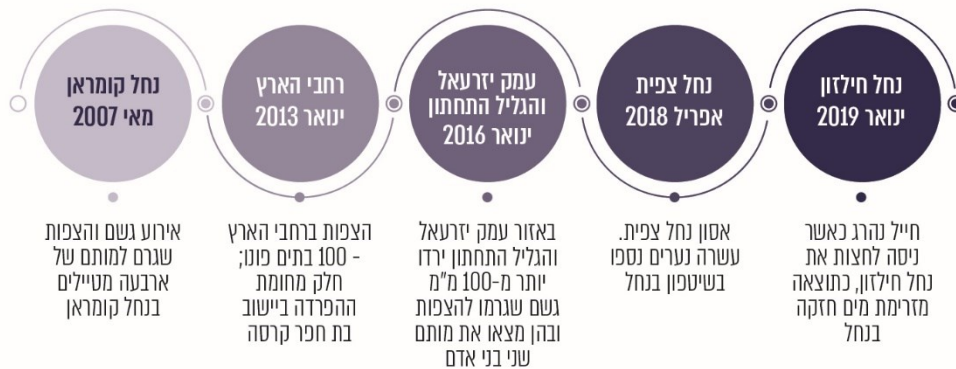 נחל חילזון
ינואר 2019
חייל נהרג כאשר
ניסה לחצות את
נחל חילזון, כתוצאה
מזרימת מים חזקה
בנחל
נחל צפית
אפריל 2018
אסון נחל צפית.
עשרה נערים נספו
בשיטפון בנחל
עמק יזרעאל
והגליל התחתון
ינואר 2016
באזור עמק יזרעאל
והגליל התחתון ירדו
יותר מ-100 מ"מ
גשם שגרמו להצפות
ובהן מצאו את מותם
שני בני אדם
רחבי הארץ
ינואר 2013
הצפות ברחבי הארץ
- 100 בתים פונו;
חלק מחומת
ההפרדה ביישוב
בת חפר קרסה
נחל קומראן
מאי 2007
אירוע גשם והצפות
שגרם למותם של
ארבעה מטיילים
בנחל קומראן